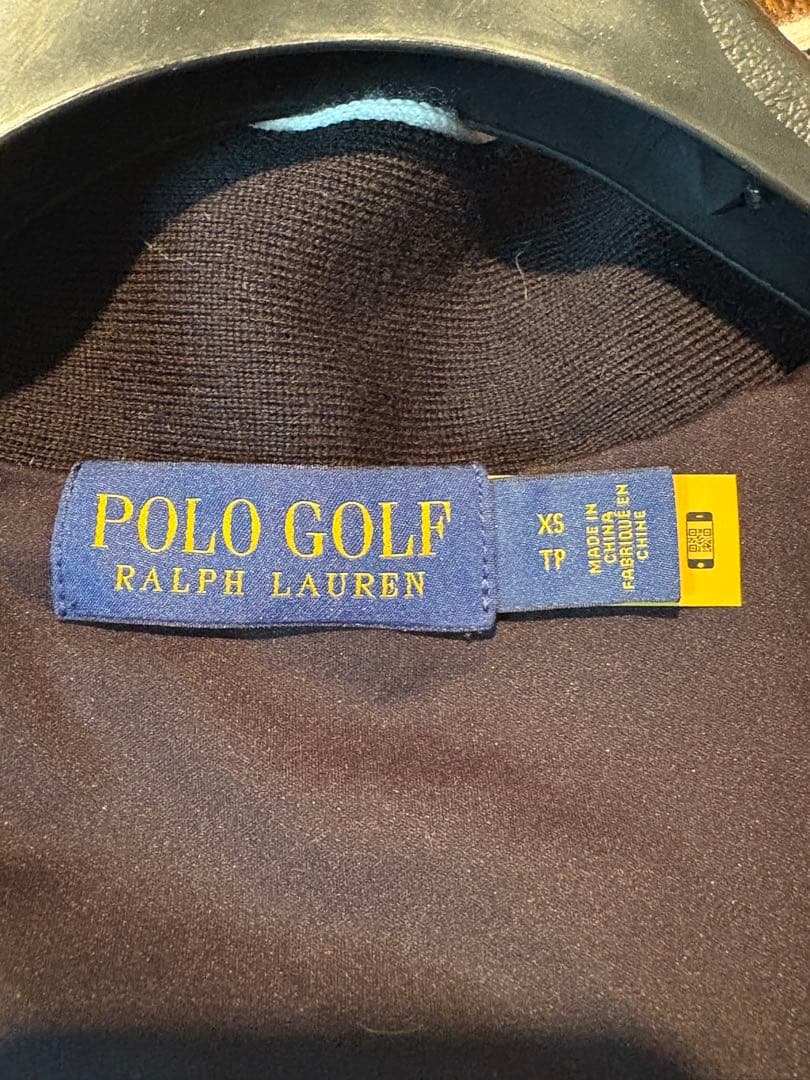 POLO GOLF
RALPH LAUREN
XS
TP
MADE IN
CHINA
FABRIQUÉ EN
CHINE